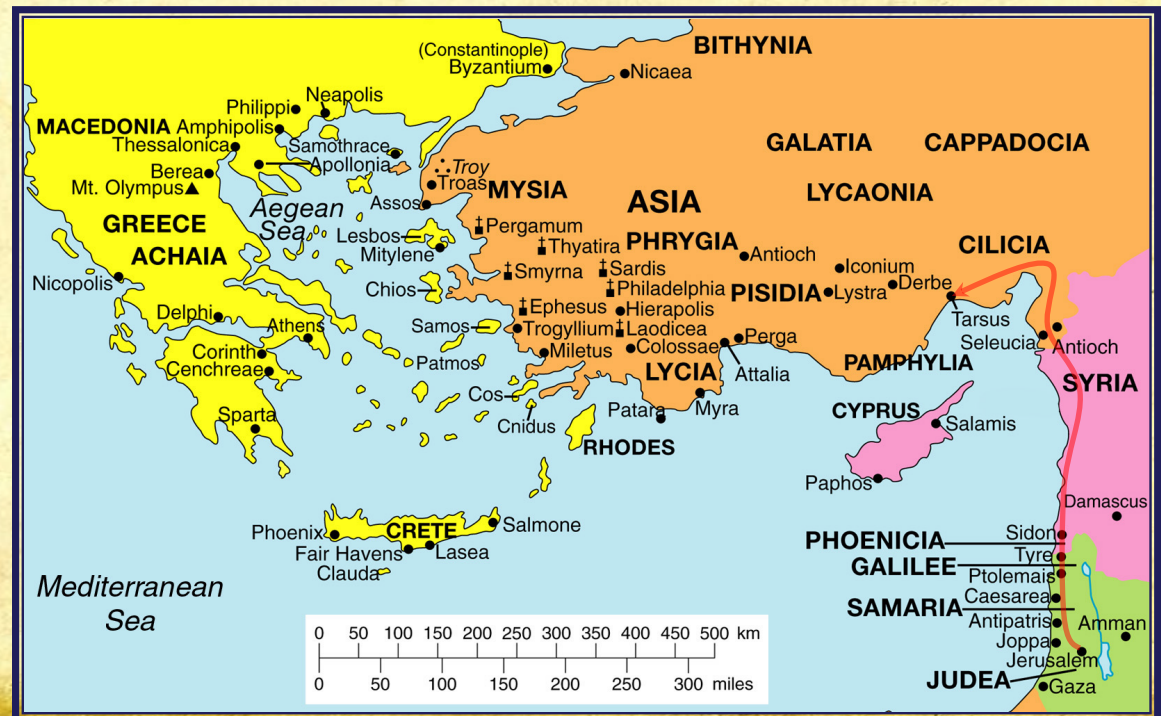 BITHYNIA
(Constantinople)
Byzantium
Nicaea
Neapolis
Philippi
MACEDONIA
Amphipolis
Thessalonica
Samothrace
Apollonia
GALATIA
CAPPADOCIA
Berea
Troy
Mt. Olympus
Troas
MYSIA
LYCAONIA
Assos
ASIA
Aegean
Sea
GREECE
Pergamum
Lesbos
PHRYGIA
CILICIA
Mitylene
Thyatira
ACHAIA
Antioch
Nicopolis
Smyrna
Sardis
Iconium
Chios
Philadelphia
PISIDIA
Lystra
Derbe
Delphi
Ephesus
Hierapolis
Tarsus
Athens
Samos
Trogyllium
Laodicea
Perga
Seleucia
Antioch
Corinth
Patmos
Miletus
Colossae
PAMPHYLIA
Cenchreae
LYCIA
Attalia
SYRIA
Cos
Sparta
Cnidus
Patara
Myra
CYPRUS
Salamis
RHODES
Paphos
Damascus
Phoenix
CRETE
Salmone
Sidon
PHOENICIA
Fair Havens
Lasea
Tyre
GALILEE
Clauda
Ptolemais
Mediterranean
Sea
Caesarea
SAMARIA
Antipatris
Amman
Joppa
Jerusalem
JUDEA
Gaza
0 50 100 150 200 250 300 350 400 450 500 km
0 50 100 150 200 250 300 miles